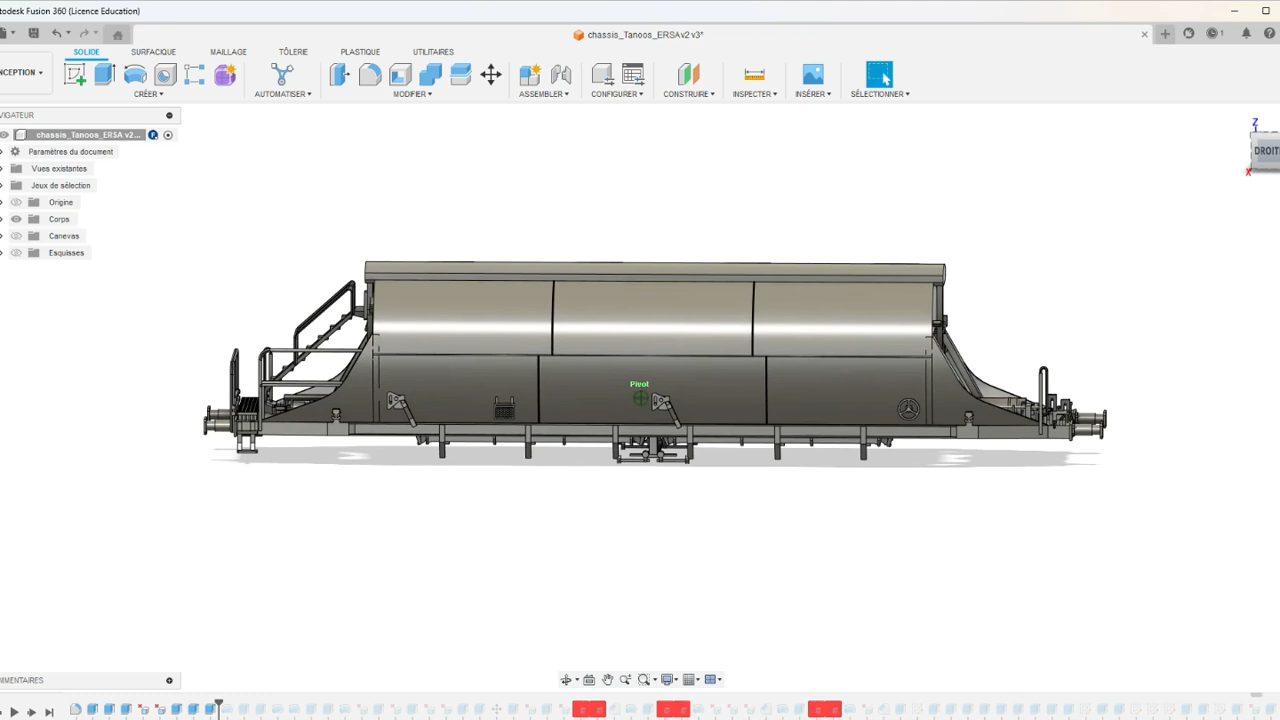 utodesk Fusion 360 (Licence Education)
chassis_Tanoos_ERSAv2 v3*
1
SOLIDE SURFACIQUE MAILLAGE TÔLERIE PLASTIQUE UTILITAIRES
NCEPTION
CRÉER AUTOMATISER MODIFIER ASSEMBLER CONFIGURER CONSTRUIRE INSPECTER INSÉRER SÉLECTIONNER
VIGATEUR
chassis_Tanoos_ERSA v2...
Paramètres du document
Vues existantes
Jeux de sélection
Origine
Corps
Canevas
Esquisses
Z
DROIT
X
Pivot
MMENTAIRES